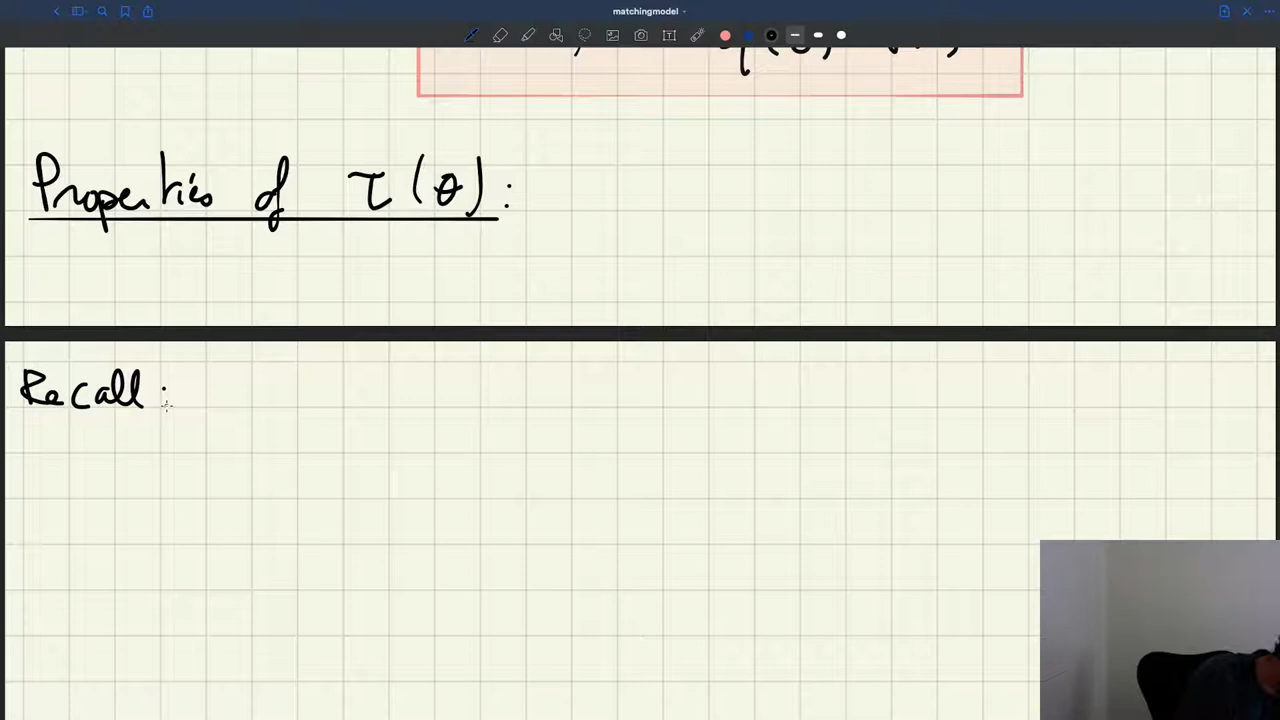 matchingmodel
Properties of τ(θ):
Recall: